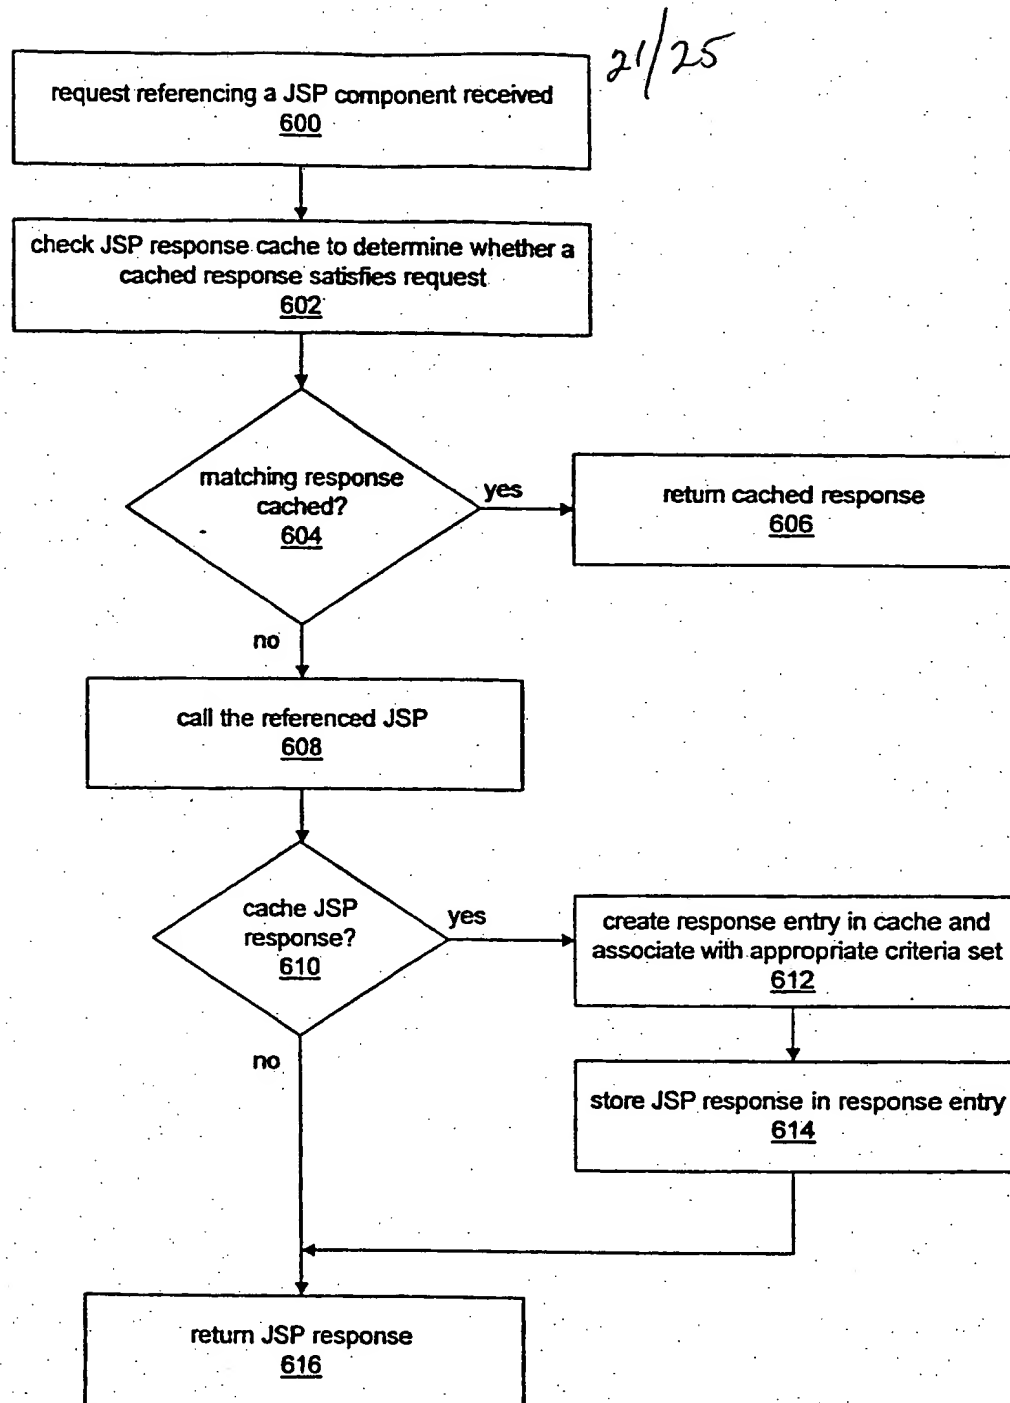 21/25
request referencing a JSP component received
600
check JSP response cache to determine whether a
cached response satisfies request
602
matching response
cached?
604
yes
return cached response
606
no
call the referenced JSP
608
cache JSP
response?
610
yes
create response entry in cache and
associate with appropriate criteria set
612
no
store JSP response in response entry
614
return JSP response
616